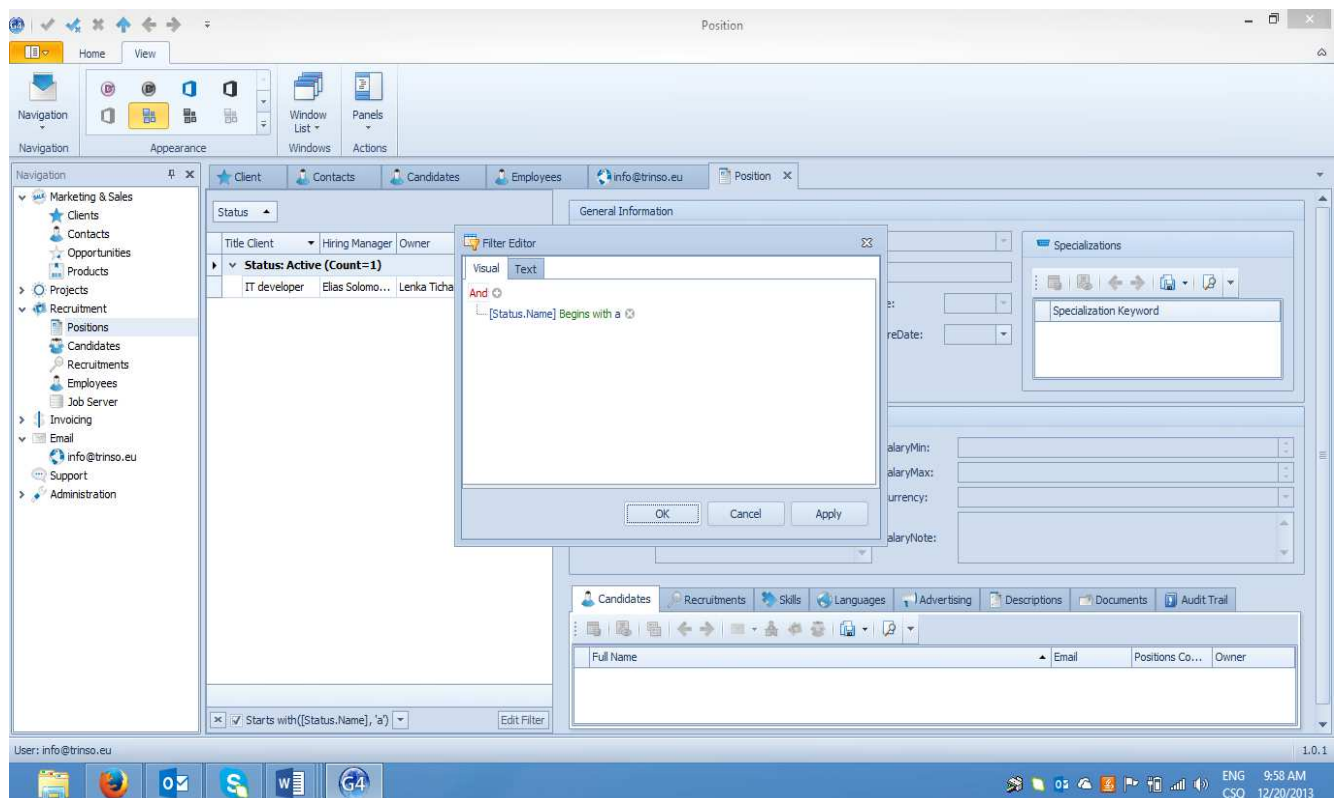 Position
Home View
Navigation
Window List
Panels
Navigation Appearance Windows Actions
Navigation
Marketing & Sales
Clients
Contacts
Opportunities
Products
Projects
Recruitment
Positions
Candidates
Recruitments
Employees
Job Server
Invoicing
Email
info@trinso.eu
Support
Administration
Client Contacts Candidates Employees info@trinso.eu Position
Status
Title Client Hiring Manager Owner
Status: Active (Count=1)
IT developer Elias Solomo... Lenka Ticha
Starts with([Status.Name], 'a') Edit Filter
General Information
Filter Editor
Visual Text
And
[Status.Name] Begins with a
OK Cancel Apply
e:
reDate:
Specializations
Specialization Keyword
alaryMin:
alaryMax:
urrency:
alaryNote:
Candidates Recruitments Skills Languages Advertising Descriptions Documents Audit Trail
Full Name Email Positions Co... Owner
User: info@trinso.eu 1.0.1
G4
ENG 9:58 AM
CSQ 12/20/2013